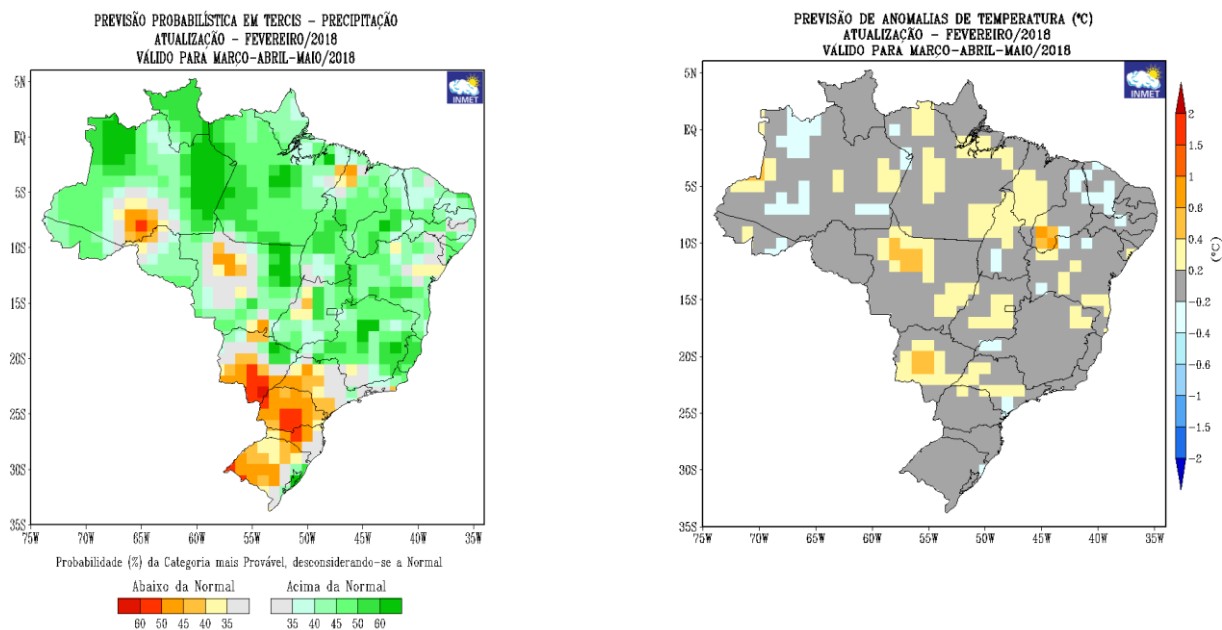 PREVISÃO PROBABILÍSTICA EM TERCIS - PRECIPITAÇÃO
ATUALIZAÇÃO - FEVEREIRO/2018
VÁLIDO PARA MARÇO-ABRIL-MAIO/2018
INMET
5N
EQ
5S
10S
15S
20S
25S
30S
35S
75W 70W 65W 60W 55W 50W 45W 40W 35W
Probabilidade (%) da Categoria mais Provável, desconsiderando-se a Normal
Abaixo da Normal Acima da Normal
60 50 45 40 35 35 40 45 50 60
PREVISÃO DE ANOMALIAS DE TEMPERATURA (°C)
ATUALIZAÇÃO - FEVEREIRO/2018
VÁLIDO PARA MARÇO-ABRIL-MAIO/2018
INMET
5N
EQ
5S
10S
15S
20S
25S
30S
35S
75W 70W 65W 60W 55W 50W 45W 40W 35W
2
1.5
1
0.8
0.4
0.2
-0.2
-0.4
-0.6
-1
-1.5
-2
(°C)